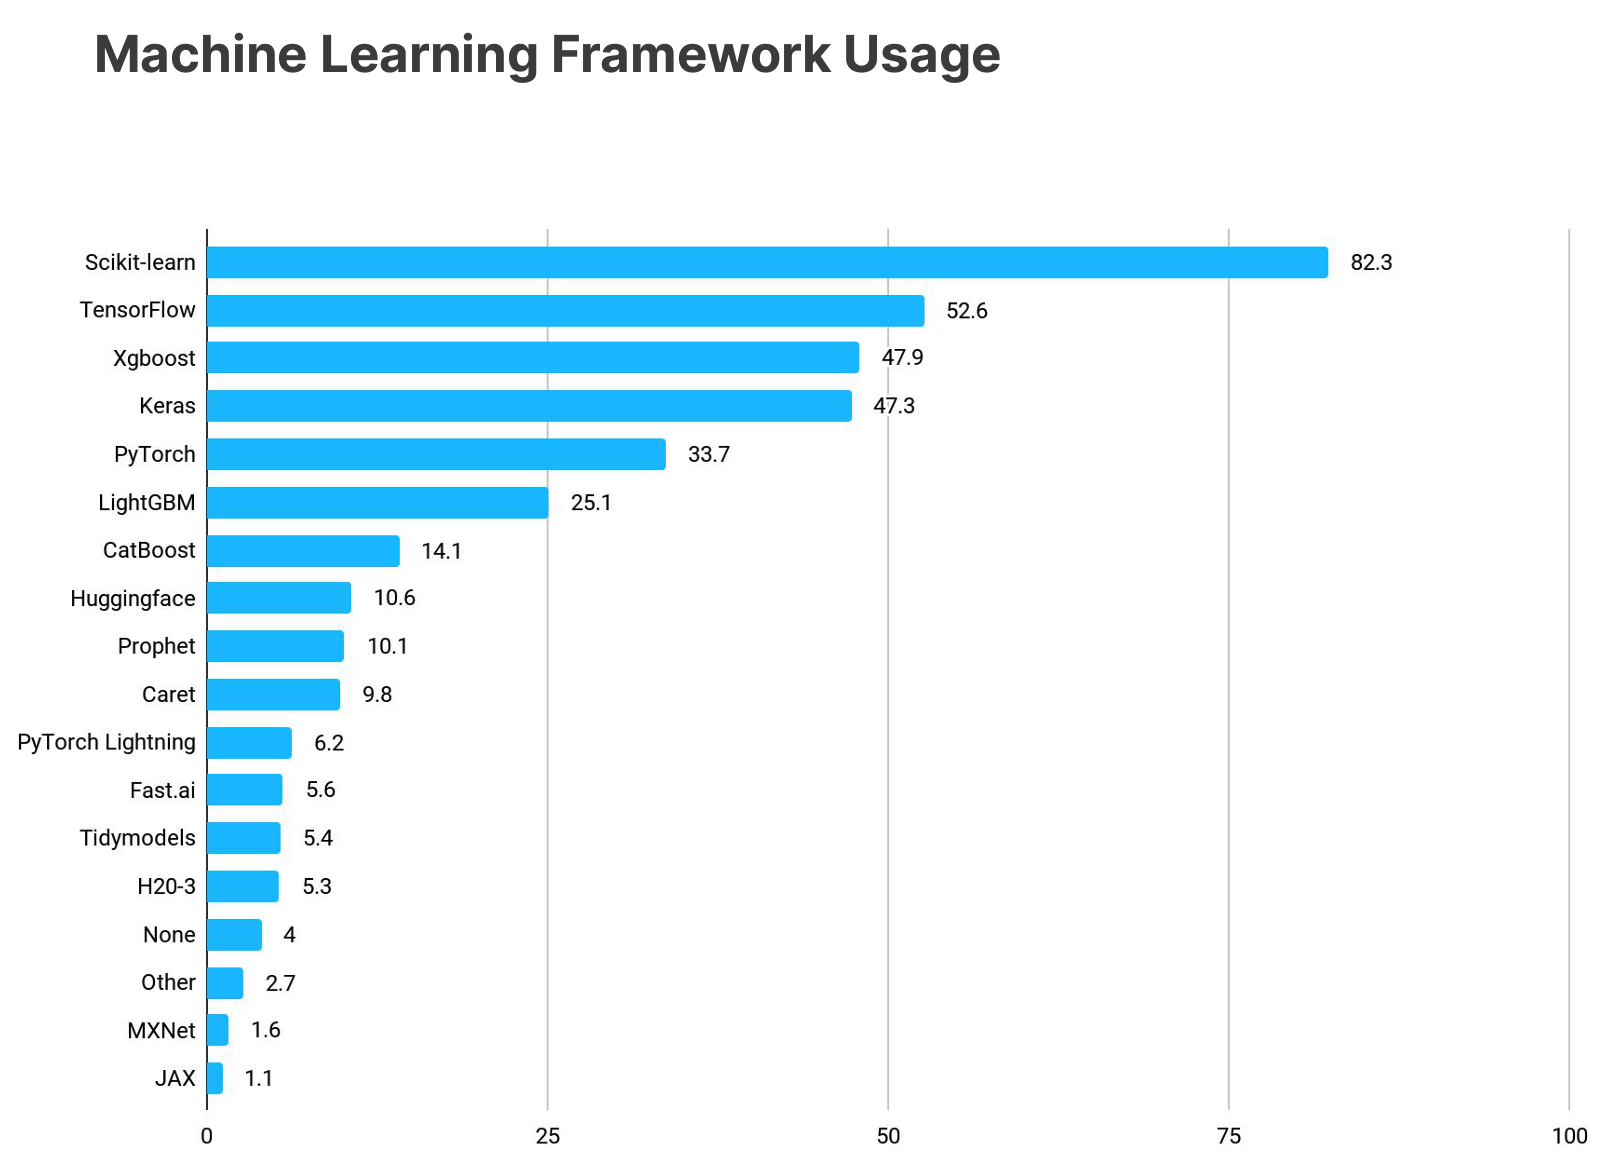 Machine Learning Framework Usage
Scikit-learn 82.3
TensorFlow 52.6
Xgboost 47.9
Keras 47.3
PyTorch 33.7
LightGBM 25.1
CatBoost 14.1
Huggingface 10.6
Prophet 10.1
Caret 9.8
PyTorch Lightning 6.2
Fast.ai 5.6
Tidymodels 5.4
H20-3 5.3
None 4
Other 2.7
MXNet 1.6
JAX 1.1
0 25 50 75 100